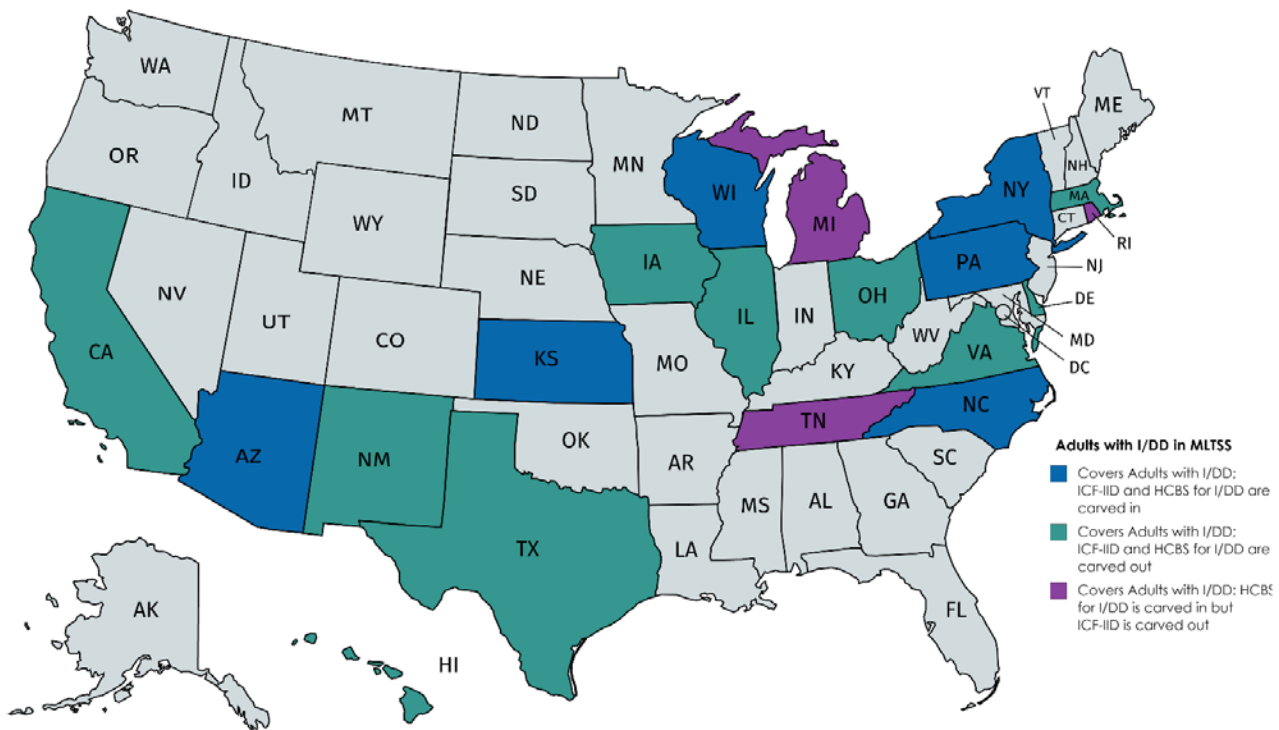 WA
MT
ND
MN
VT
ME
OR
ID
SD
WI
NY
NH
MA
WY
MI
CT
RI
IA
PA
NJ
NE
NV
OH
DE
UT
IL
IN
CO
WV
MD
CA
KS
VA
MO
KY
DC
NC
TN
OK
AZ
NM
AR
SC
MS
AL
GA
TX
LA
AK
FL
HI
Adults with I/DD in MLTSS
Covers Adults with I/DD;
ICF-IID and HCBS for I/DD are
carved in
Covers Adults with I/DD;
ICF-IID and HCBS for I/DD are
carved out
Covers Adults with I/DD; HCBS
for I/DD is carved in but
ICF-IID is carved out